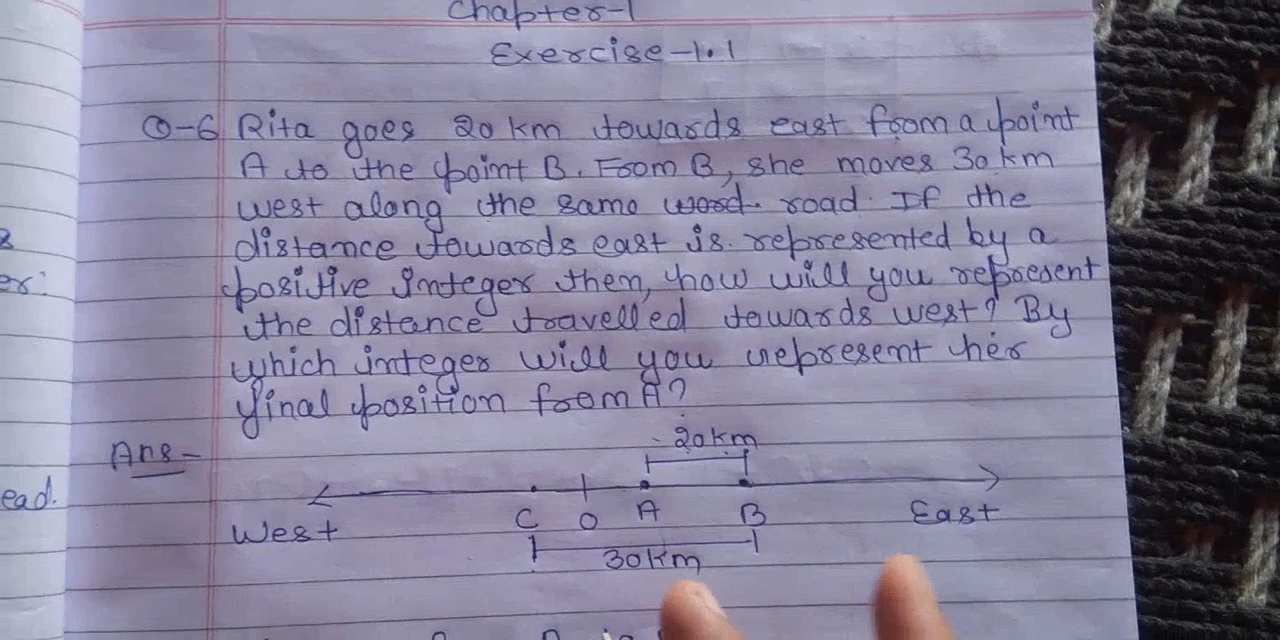 Chapter-1
Exercise-1.1
Q-6 Rita goes 20 km towards east from a point
A to the point B. From B, she moves 30 km
west along the same road. If the
distance towards east is represented by a
positive integer then, how will you represent
the distance travelled towards west? By
which integer will you represent her
final position from A?
Ans-
20 km
C O A B
West East
30 km
er:
ead.